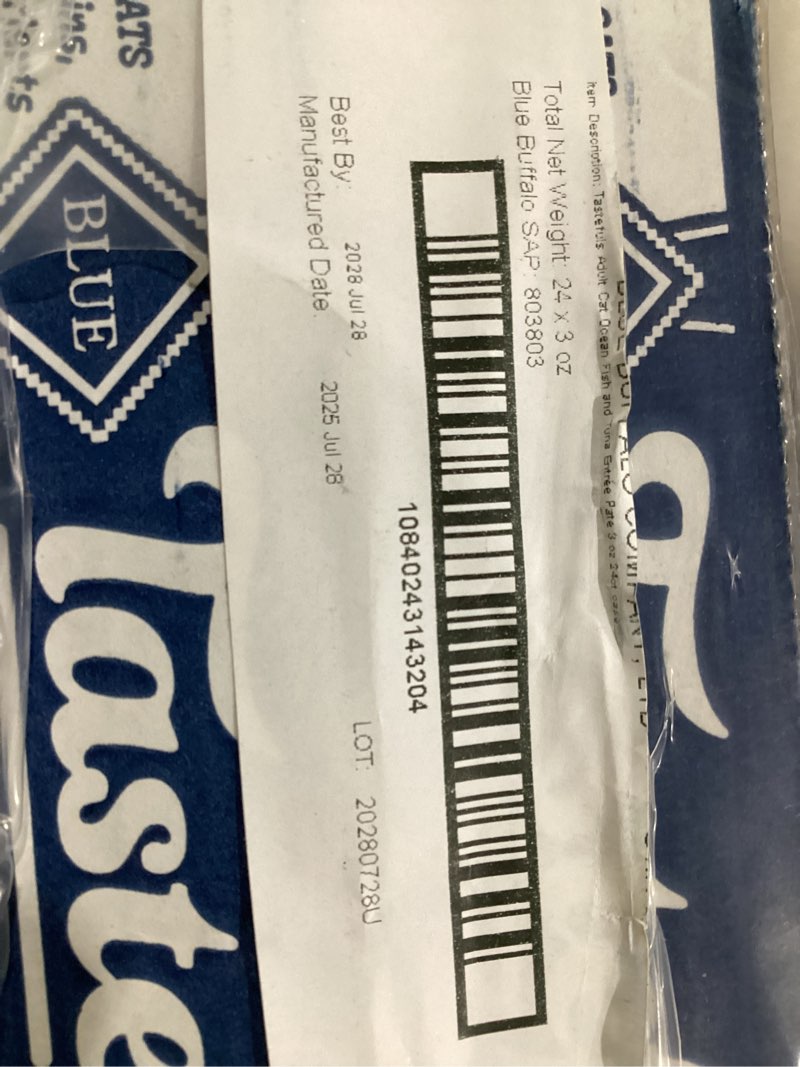 Item Description: Tastefuls Adult Cat Ocean Fish and Tuna Entrée Pate 3 oz 24ct case
Total Net Weight: 24 x 3 oz
Blue Buffalo SAP: 803803
10840243143204
Best By: 2028 Jul 28
LOT: 20280728U
Manufactured Date: 2025 Jul 28
BLUE
Taste
ATS